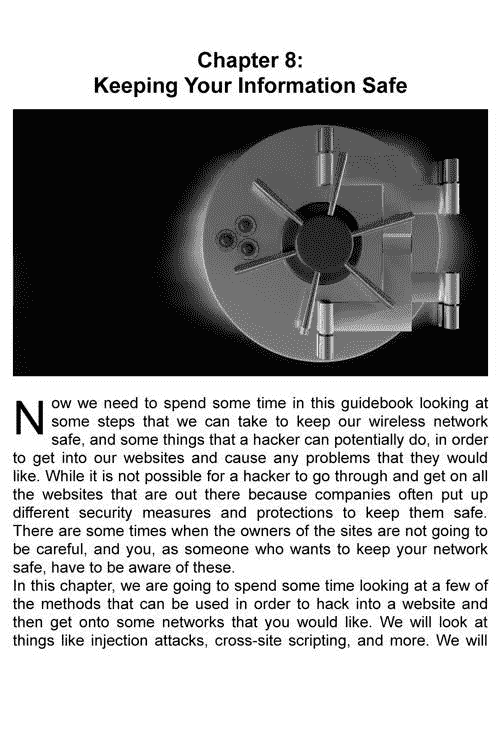 Chapter 8:
Keeping Your Information Safe
Now we need to spend some time in this guidebook looking at
some steps that we can take to keep our wireless network
safe, and some things that a hacker can potentially do, in order
to get into our websites and cause any problems that they would
like. While it is not possible for a hacker to go through and get on all
the websites that are out there because companies often put up
different security measures and protections to keep them safe.
There are some times when the owners of the sites are not going to
be careful, and you, as someone who wants to keep your network
safe, have to be aware of these.
In this chapter, we are going to spend some time looking at a few of
the methods that can be used in order to hack into a website and
then get onto some networks that you would like. We will look at
things like injection attacks, cross-site scripting, and more. We will